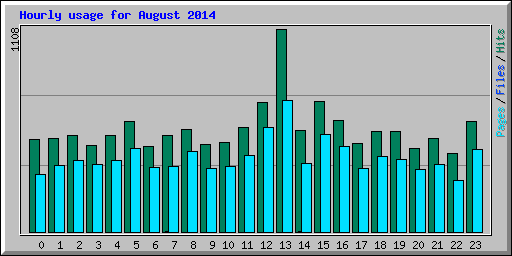 Hourly usage for August 2014
1108
Pages / Files / Hits
0 1 2 3 4 5 6 7 8 9 10 11 12 13 14 15 16 17 18 19 20 21 22 23